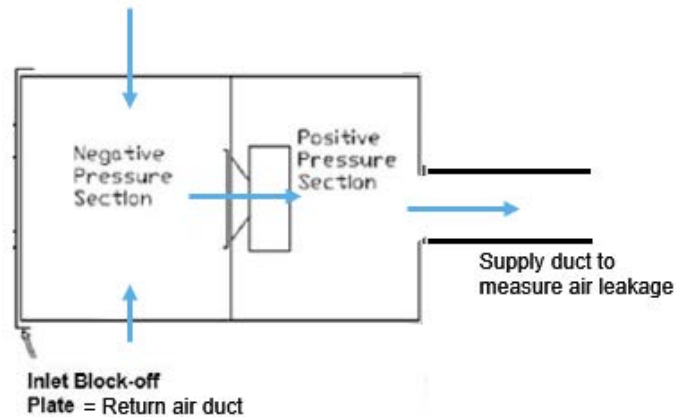 Negative
Pressure
Section
Positive
Pressure
Section
Supply duct to
measure air leakage
Inlet Block-off
Plate = Return air duct